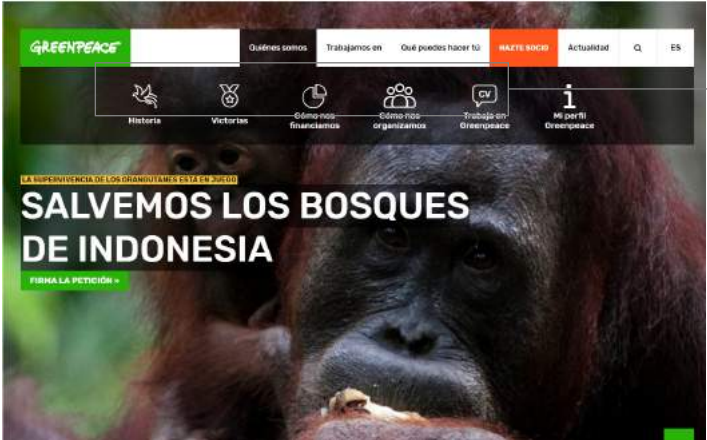 GREENPEACE
Quiénes somos
Trabajamos en
Qué puedes hacer tú
HAZTE SOCIO
Actualidad
ES
Historia
Victorias
Cómo nos
financiamos
Cómo nos
organizamos
CV
Trabaja en
Greenpeace
Mi perfil
Greenpeace
LA SUPERVIVENCIA DE LOS ORANGUTANES ESTÁ EN JUEGO
SALVEMOS LOS BOSQUES
DE INDONESIA
FIRMA LA PETICIÓN »